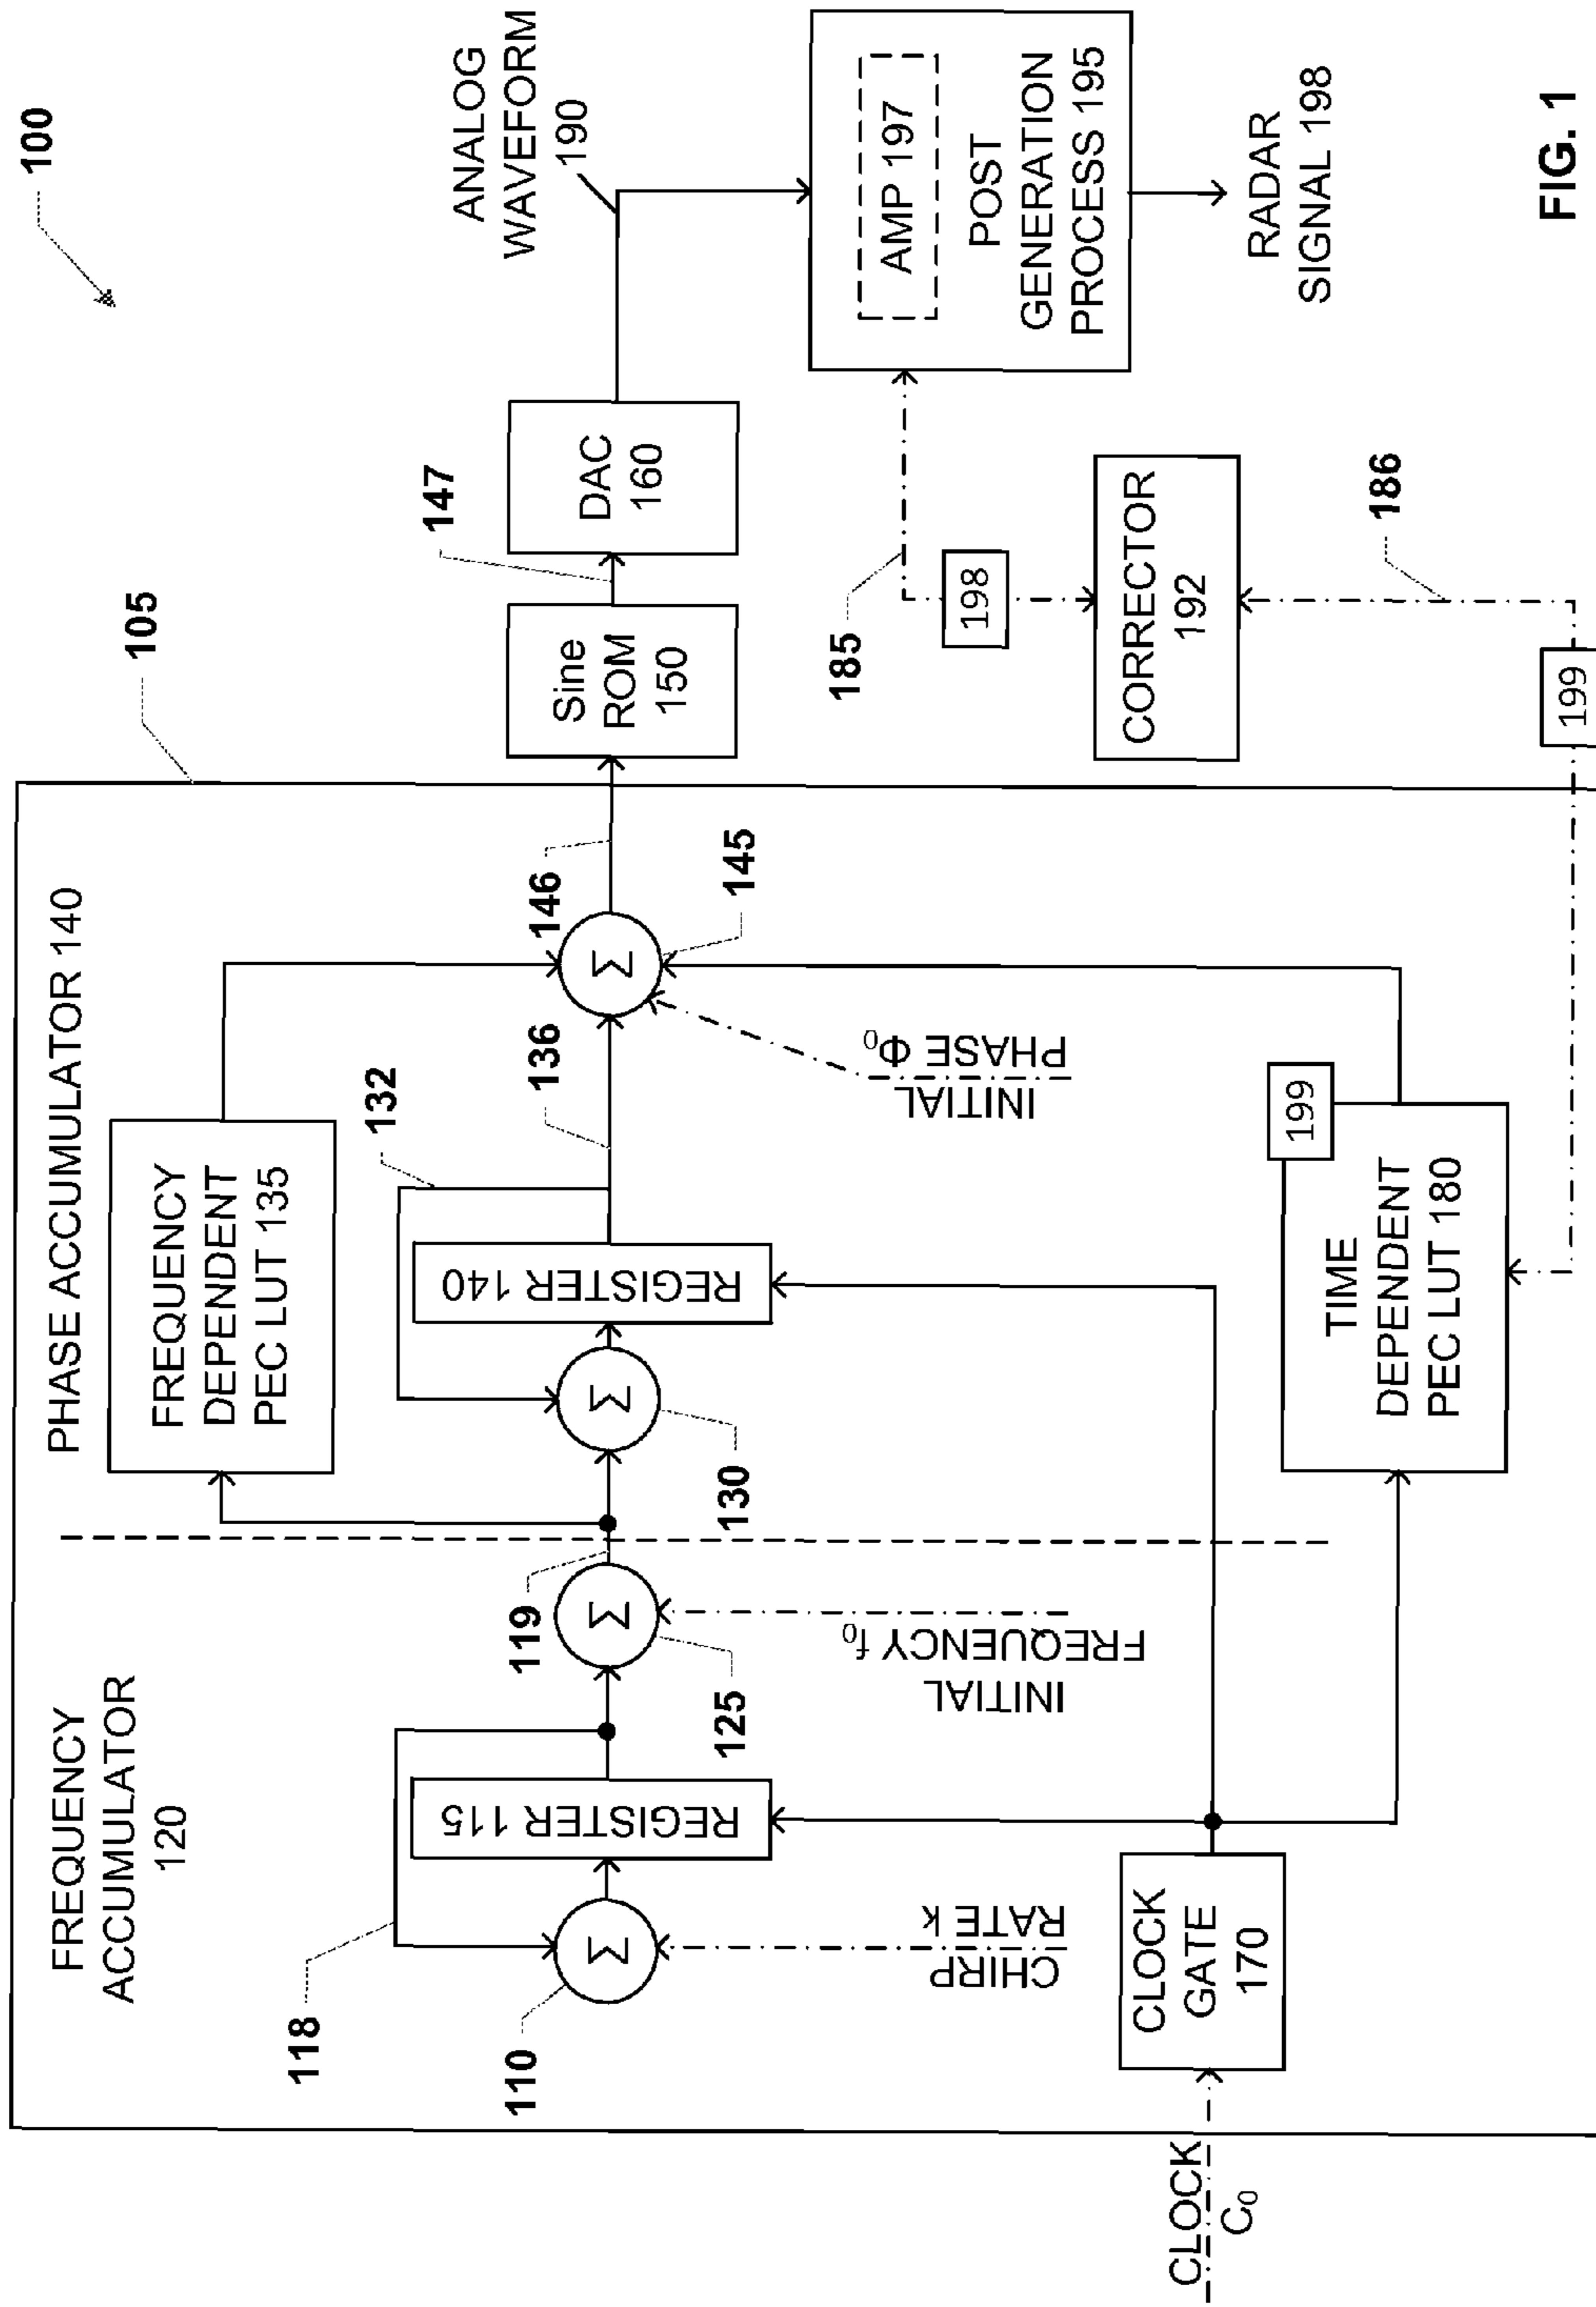 100
105
FREQUENCY
ACCUMULATOR
120
PHASE ACCUMULATOR 140
118
110
Σ
CHIRP
RATE k
REGISTER 115
125
119
Σ
INITIAL
FREQUENCY f₀
FREQUENCY
DEPENDENT
PEC LUT 135
130
Σ
REGISTER 140
132
136
146
Σ
145
INITIAL
PHASE Φ₀
Sine
ROM
150
147
DAC
160
ANALOG
WAVEFORM
190
AMP 197
POST
GENERATION
PROCESS 195
RADAR
SIGNAL 198
185
198
CORRECTOR
192
186
199
CLOCK
C₀
CLOCK
GATE
170
TIME
DEPENDENT
PEC LUT 180
199
FIG. 1